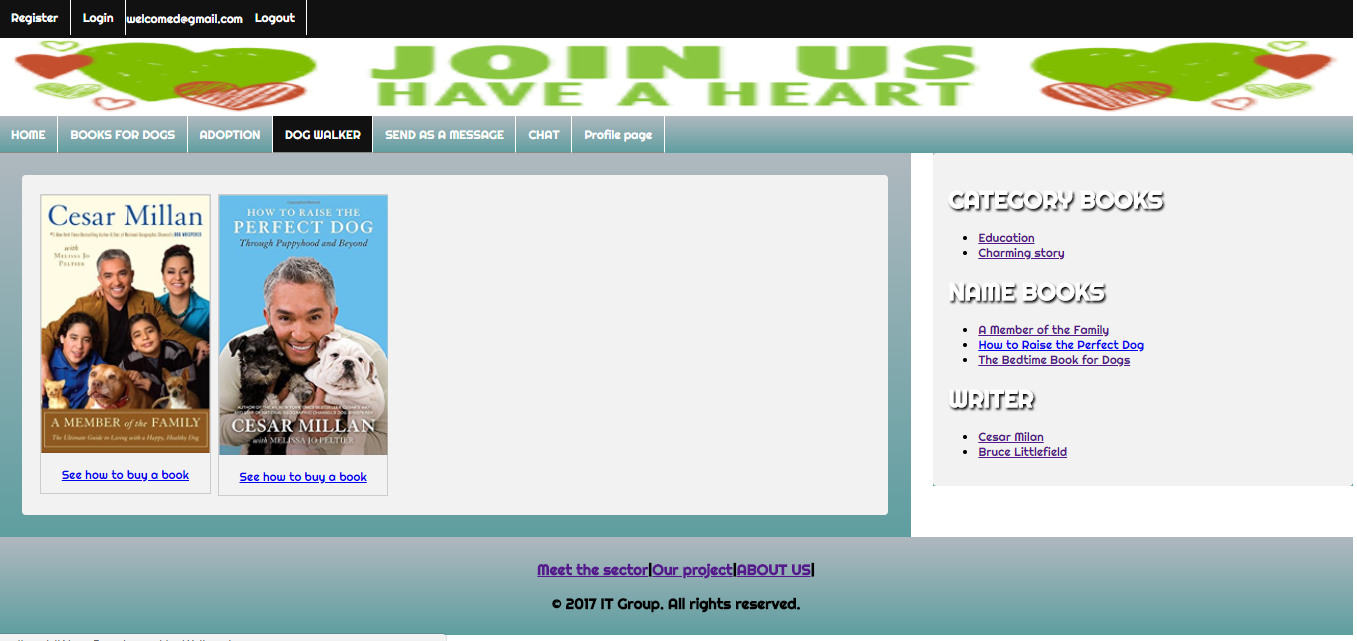 Register Login welcomed@gmail.com Logout
JOIN US
HAVE A HEART
HOME BOOKS FOR DOGS ADOPTION DOG WALKER SEND AS A MESSAGE CHAT Profile page
Cesar Millan
with
MELISSA JO
PELTIER
A MEMBER of the FAMILY
The Ultimate Guide to Living with a Happy, Healthy Dog
See how to buy a book
HOW TO RAISE THE
PERFECT DOG
Through Puppyhood and Beyond
CESAR MILLAN
with MELISSA JO PELTIER
See how to buy a book
CATEGORY BOOKS
Education
Charming story
NAME BOOKS
A Member of the Family
How to Raise the Perfect Dog
The Bedtime Book for Dogs
WRITER
Cesar Milan
Bruce Littlefield
Meet the sector|Our project|ABOUT US|
© 2017 IT Group. All rights reserved.